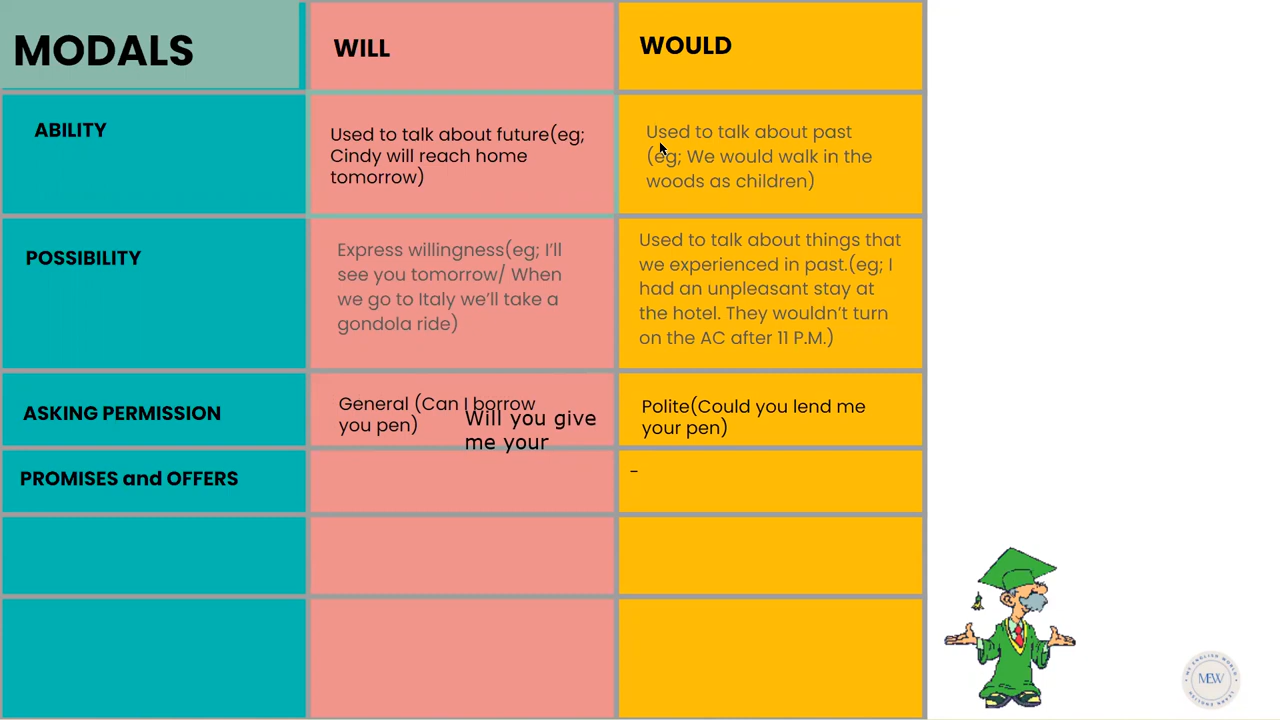 MODALS
WILL
WOULD
ABILITY
Used to talk about future(eg;
Cindy will reach home
tomorrow)
Used to talk about past
(eg; We would walk in the
woods as children)
POSSIBILITY
Express willingness(eg; I'll
see you tomorrow/ When
we go to Italy we'll take a
gondola ride)
Used to talk about things that
we experienced in past.(eg; I
had an unpleasant stay at
the hotel. They wouldn't turn
on the AC after 11 P.M.)
ASKING PERMISSION
General (Can I borrow
you pen)
Will you give
me your
Polite(Could you lend me
your pen)
PROMISES and OFFERS
-
MY ENGLISH WORLD
MEW